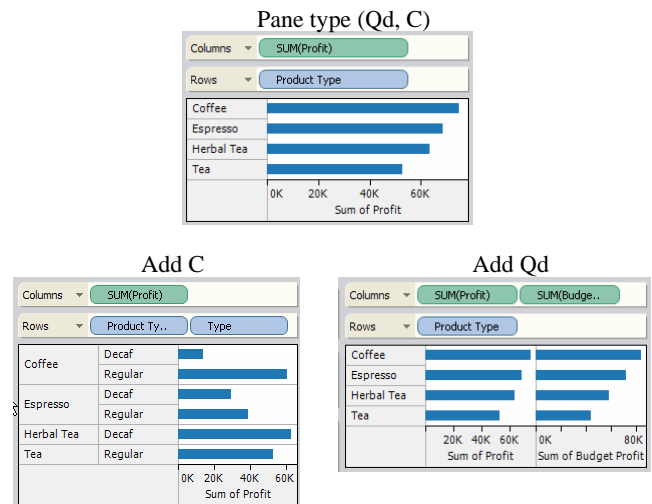 Pane type (Qd, C)
Columns SUM(Profit)
Rows Product Type
Coffee
Espresso
Herbal Tea
Tea
0K 20K 40K 60K
Sum of Profit
Add C
Columns SUM(Profit)
Rows Product Ty.. Type
Coffee Decaf
Regular
Espresso Decaf
Regular
Herbal Tea Decaf
Tea Regular
0K 20K 40K 60K
Sum of Profit
Add Qd
Columns SUM(Profit) SUM(Budge..
Rows Product Type
Coffee
Espresso
Herbal Tea
Tea
20K 40K 60K 0K 80K
Sum of Profit Sum of Budget Profit